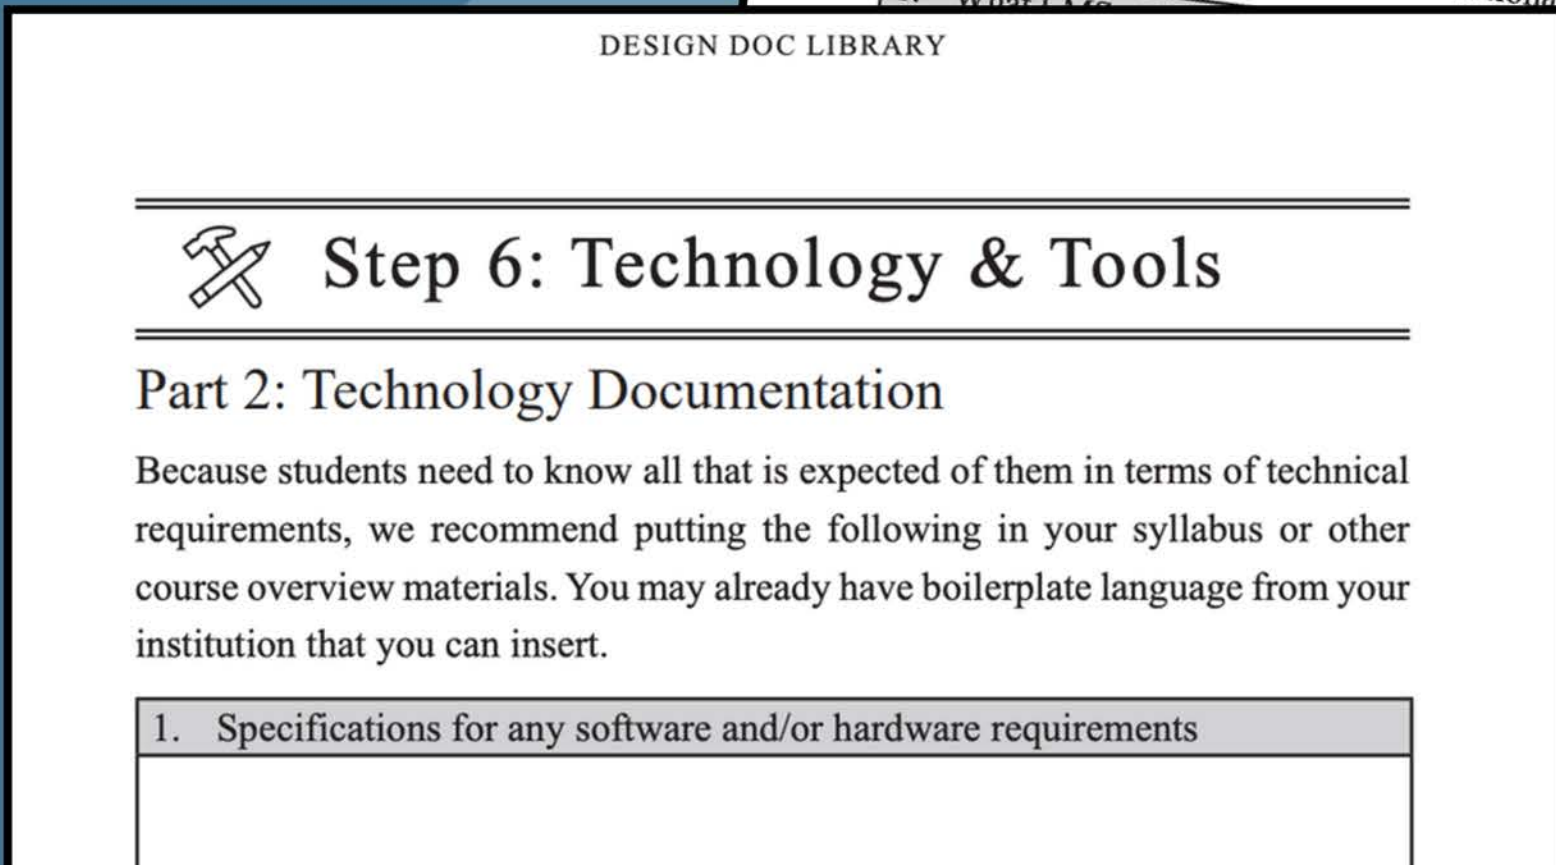 DESIGN DOC LIBRARY
Step 6: Technology & Tools
Part 2: Technology Documentation
Because students need to know all that is expected of them in terms of technical
requirements, we recommend putting the following in your syllabus or other
course overview materials. You may already have boilerplate language from your
institution that you can insert.
1. Specifications for any software and/or hardware requirements